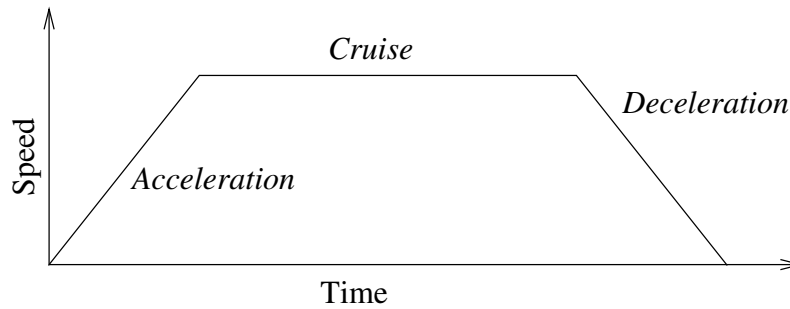 Cruise
Deceleration
Acceleration
Speed
Time